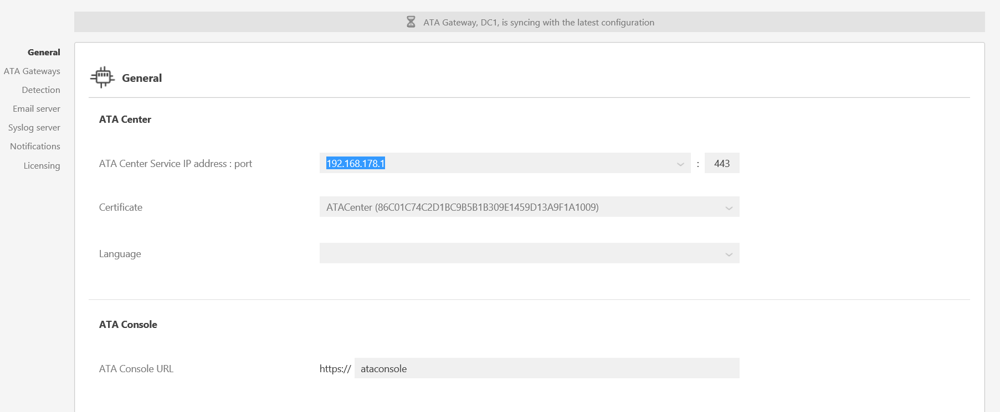 ATA Gateway, DC1, is syncing with the latest configuration
General
ATA Gateways
Detection
Email server
Syslog server
Notifications
Licensing
General
ATA Center
ATA Center Service IP address : port 192.168.178.1 : 443
Certificate ATACenter (86C01C74C2D1BC9B5B1B309E1459D13A9F1A1009)
Language
ATA Console
ATA Console URL https:// ataconsole